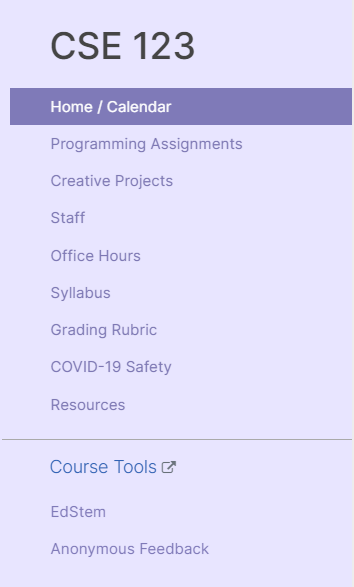 CSE 123
Home / Calendar
Programming Assignments
Creative Projects
Staff
Office Hours
Syllabus
Grading Rubric
COVID-19 Safety
Resources
Course Tools
EdStem
Anonymous Feedback